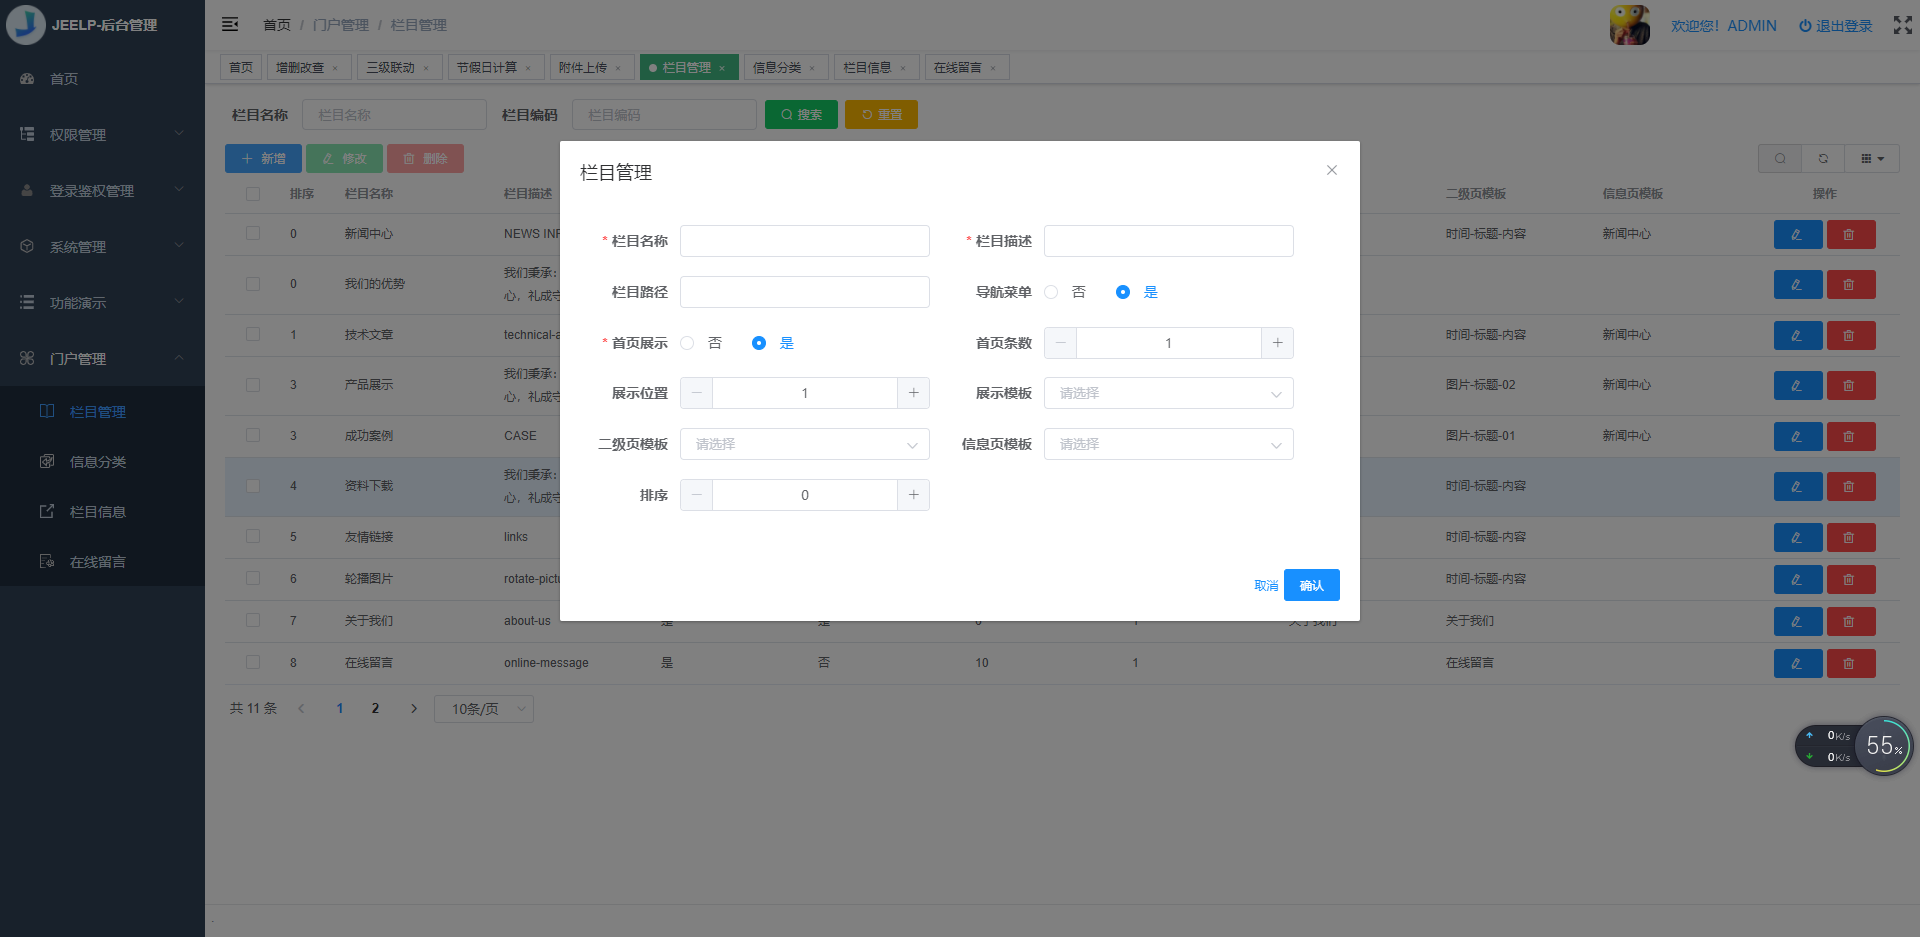 JEELP-后台管理
首页 / 门户管理 / 栏目管理
欢迎您! ADMIN 退出登录
首页
权限管理
登录鉴权管理
系统管理
功能演示
门户管理
栏目管理
信息分类
栏目信息
在线留言
首页 增删改查 × 三级联动 × 节假日计算 × 附件上传 × 栏目管理 × 信息分类 × 栏目信息 × 在线留言 ×
栏目名称 栏目名称 栏目编码 栏目编码 搜索 重置
新增 修改 删除
排序 栏目名称 栏目描述 二级页模板 信息页模板 操作
0 新闻中心 NEWS INF 时间-标题-内容 新闻中心
0 我们的优势 我们秉承:
心，礼成守
1 技术文章 technical-a 时间-标题-内容 新闻中心
3 产品展示 我们秉承:
心，礼成守 图片-标题-02 新闻中心
3 成功案例 CASE 图片-标题-01 新闻中心
4 资料下载 我们秉承:
心，礼成守 时间-标题-内容
5 友情链接 links 时间-标题-内容
6 轮播图片 rotate-pictu 时间-标题-内容
7 关于我们 about-us 是 是 1 关于我们 关于我们
8 在线留言 online-message 是 否 10 1 在线留言
共 11 条 1 2 10条/页
栏目管理
* 栏目名称 * 栏目描述
栏目路径 导航菜单 否 是
* 首页展示 否 是 首页条数 1
展示位置 1 展示模板 请选择
二级页模板 请选择 信息页模板 请选择
排序 0
取消 确认
0K/s
0K/s
55%